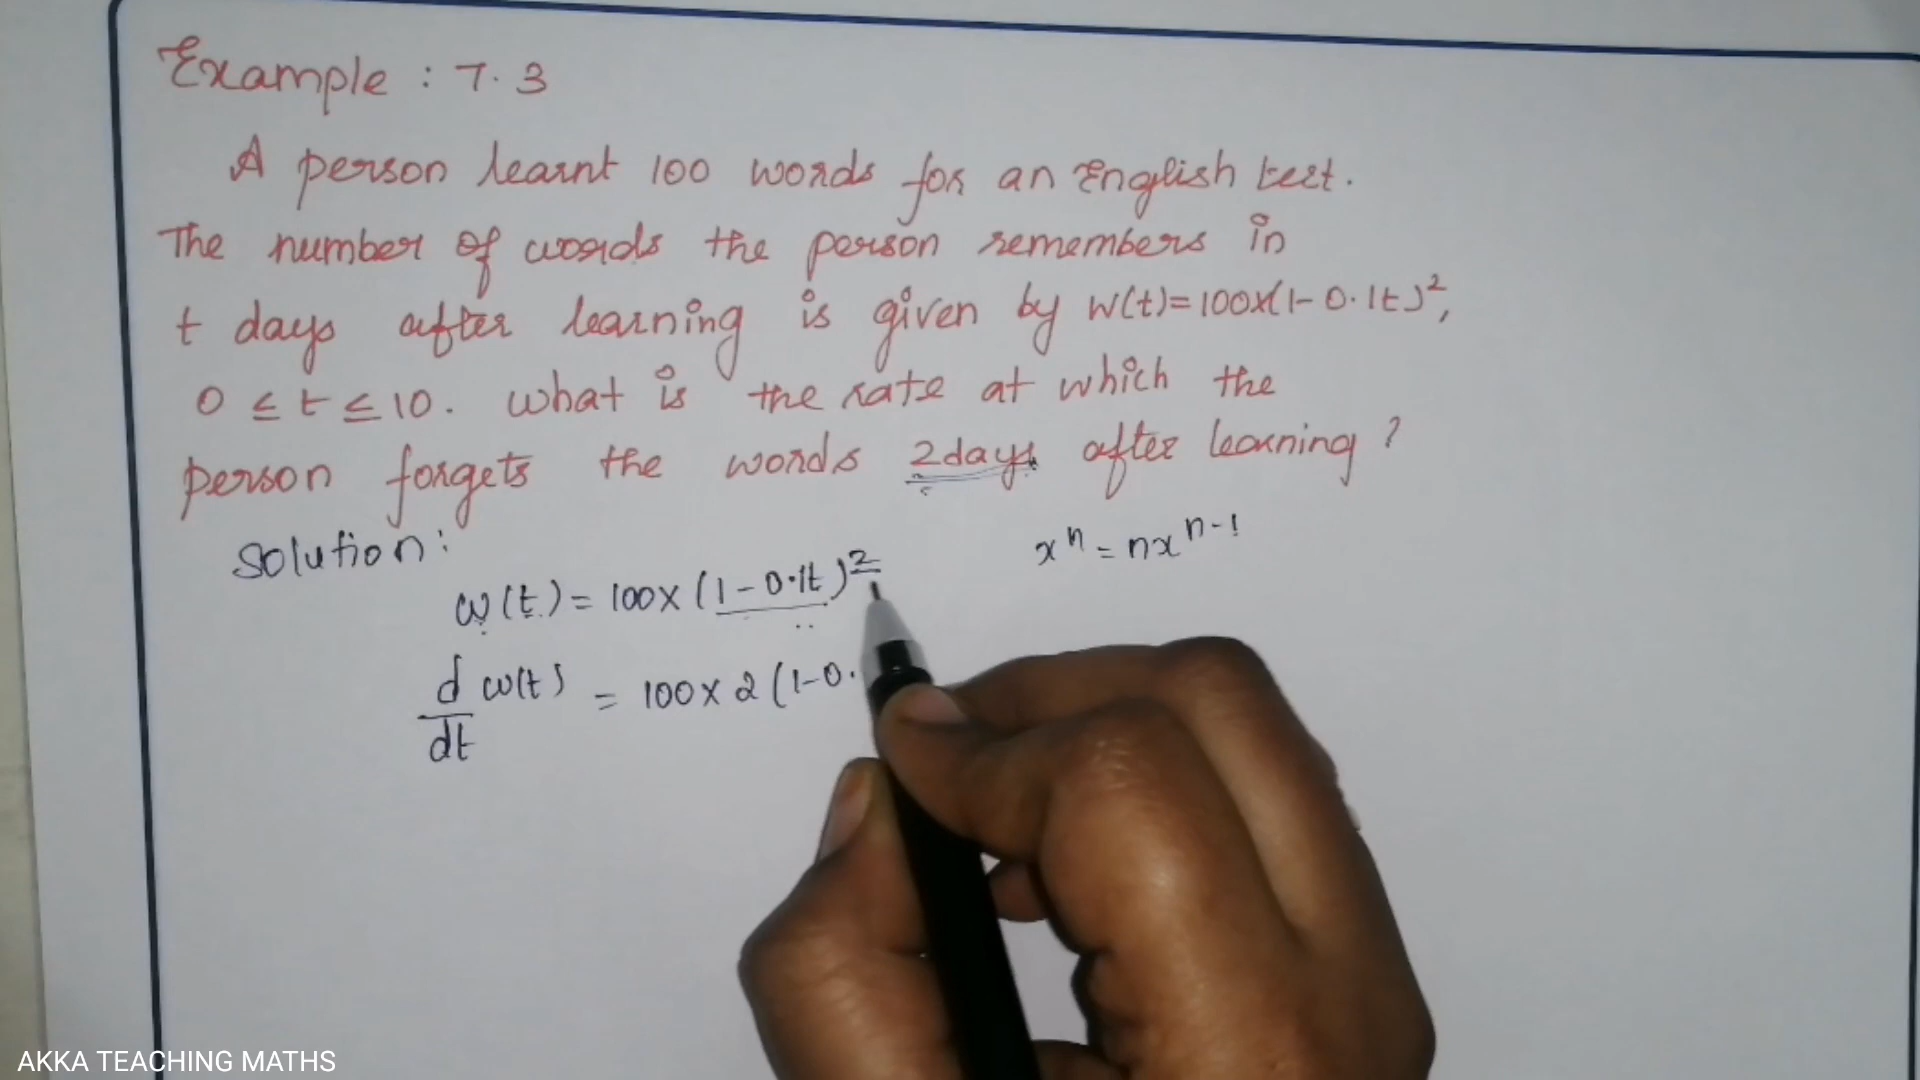 Example : 7.3
A person learnt 100 words for an English test.
The number of words the person remembers in
t days after learning is given by W(t)=100x(1-0.1t)²,
0 ≤ t ≤ 10. what is the rate at which the
person forgets the words 2days after learning ?
Solution:
xⁿ = nxⁿ⁻¹
w(t) = 100x (1-0.1t)²
d/dt w(t) = 100x 2 (1-0.
AKKA TEACHING MATHS